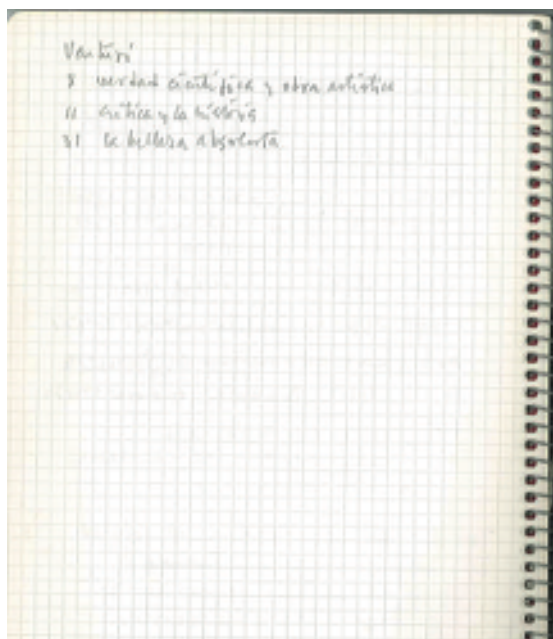 Venturi
8 verdad científica y obra artística
11 crítica y la historia
31 la belleza absoluta